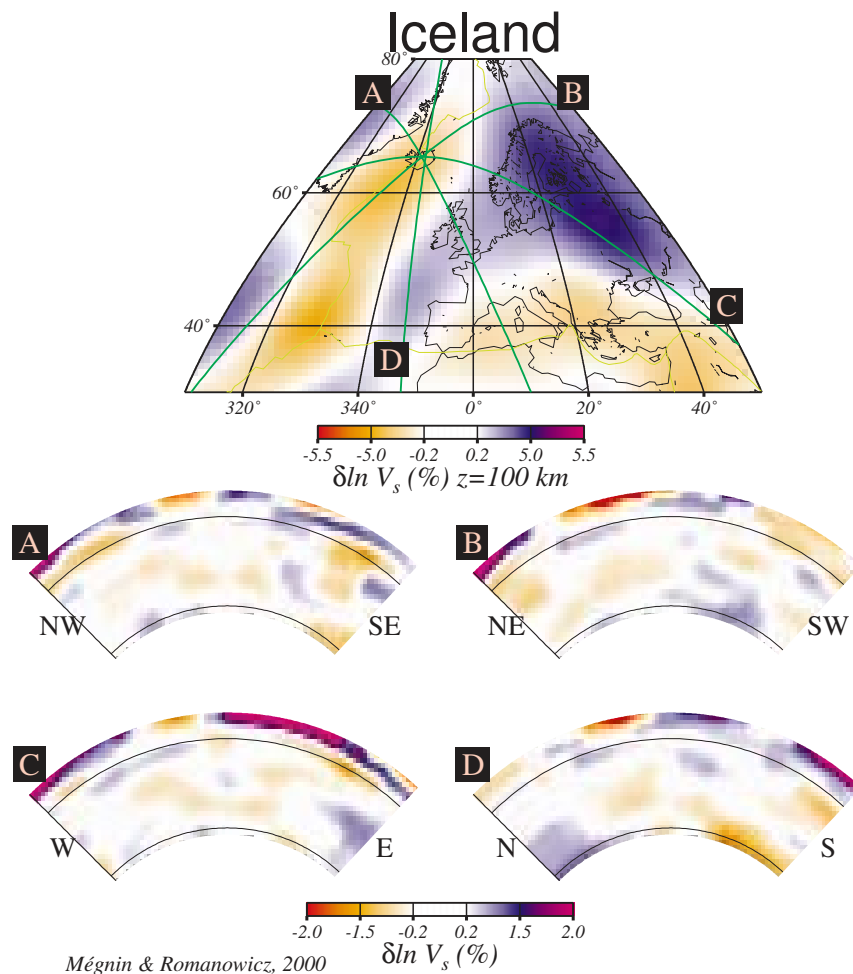 Iceland
80°
A
B
60°
C
40°
D
320° 340° 0° 20° 40°
-5.5 -5.0 -0.2 0.2 5.0 5.5
δln Vs (%) z=100 km
A
NW
SE
B
NE
SW
C
W
E
D
N
S
-2.0 -1.5 -0.2 0.2 1.5 2.0
δln Vs (%)
Mégnin & Romanowicz, 2000